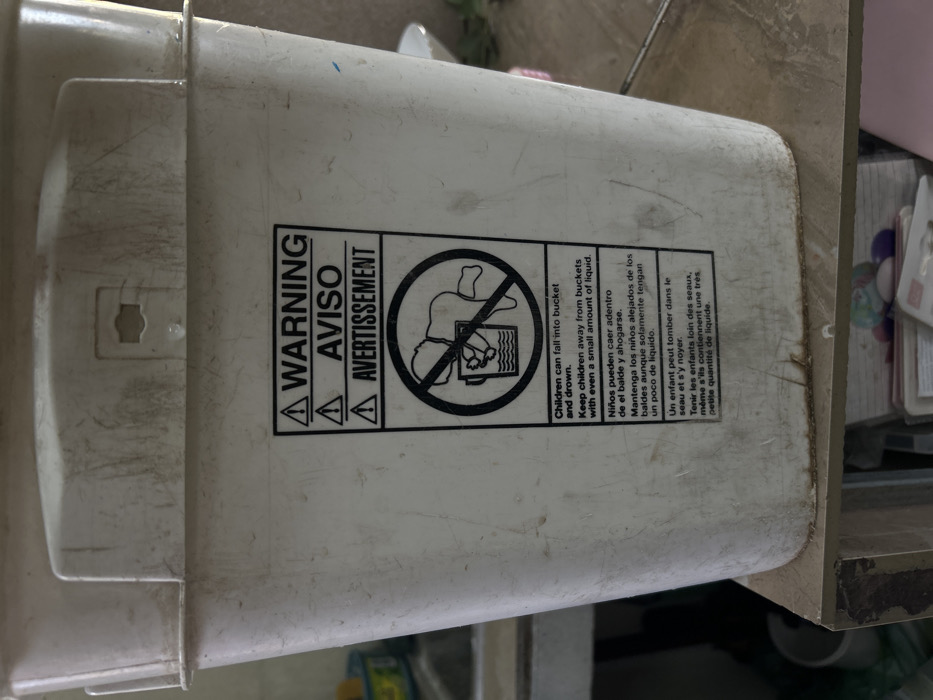 WARNING
AVISO
AVERTISSEMENT
Children can fall into bucket
and drown.
Keep children away from buckets
with even a small amount of liquid.
Niños pueden caer adentro
de el balde y ahogarse.
Mantenga los niños alejados de los
baldes aunque solamente tengan
un poco de liquido.
Un enfant peut tomber dans le
seau et s'y noyer.
Tenir les enfants loin des seaux,
même s'ils contiennent une très
petite quantité de liquide.